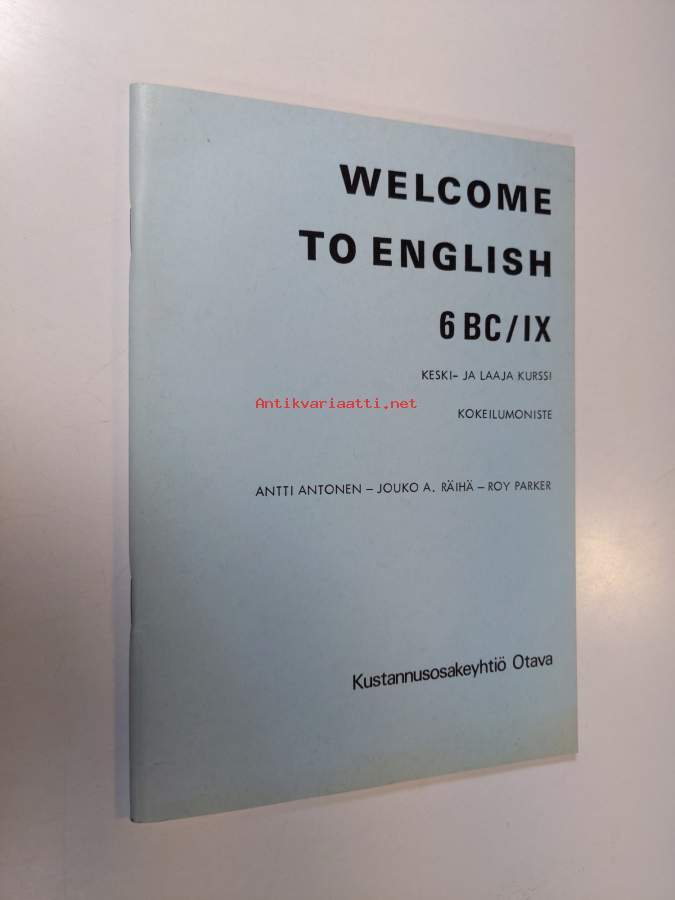 WELCOME
TO ENGLISH
6 BC/IX
KESKI- JA LAAJA KURSSI
Antikvariaatti.net
KOKEILUMONISTE
ANTTI ANTONEN – JOUKO A. RÄIHÄ – ROY PARKER
Kustannusosakeyhtiö Otava